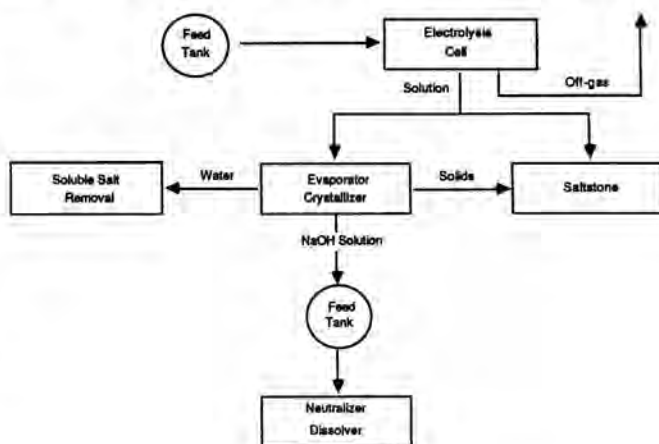 Feed
Tank
Electrolysis
Cell
Solution
Off-gas
Soluble Salt
Removal
Water
Evaporator
Crystallizer
Solids
Saltstone
NaOH Solution
Feed
Tank
Neutralizer
Dissolver